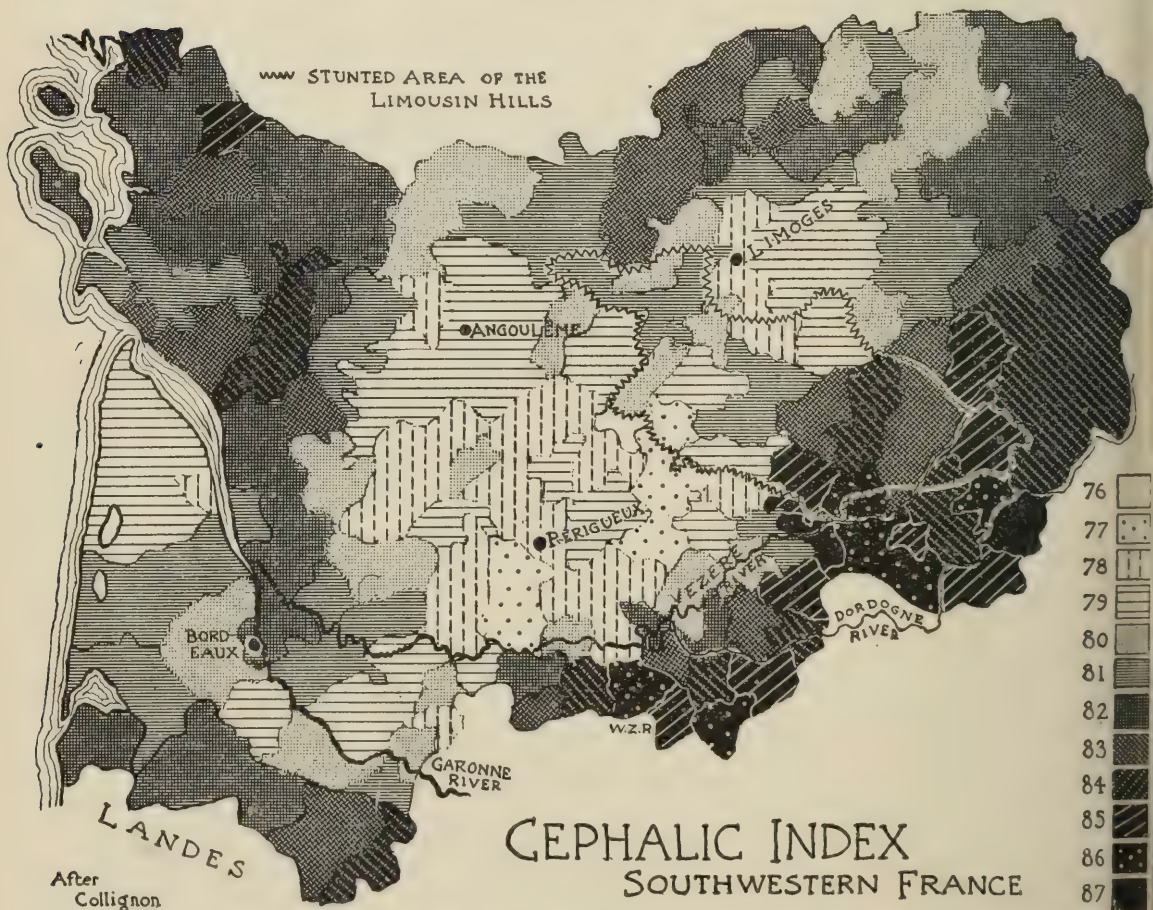 STUNTED AREA OF THE
LIMOUSIN HILLS
LIMOGES
ANGOULÊME
PERIGUEUX
VEZERE
RIVER
BORD-
EAUX
DORDOGNE
RIVER
W.Z.R.
GARONNE
RIVER
LANDES
After
Collignon
CEPHALIC INDEX
SOUTHWESTERN FRANCE
76
77
78
79
80
81
82
83
84
85
86
87